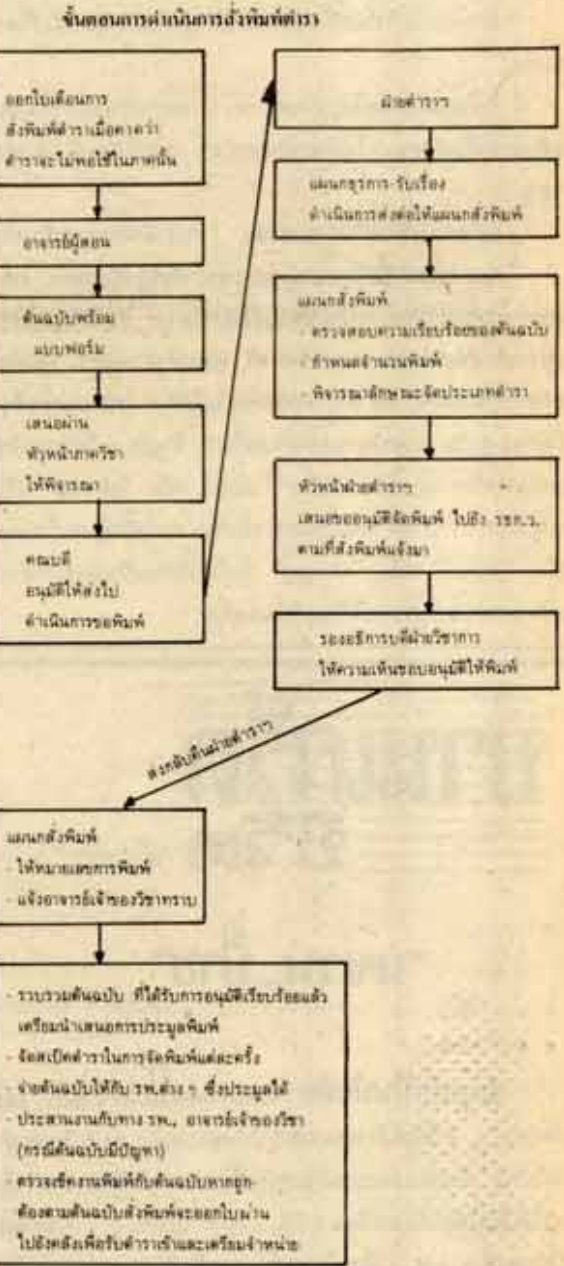 ขั้นตอนการดำเนินการสั่งพิมพ์ตำรา
ออกใบเตือนการ
สั่งพิมพ์ตำราเมื่อคาดว่า
ตำราจะไม่พอใช้ในภาคนั้น
อาจารย์ผู้สอน
ต้นฉบับพร้อม
แบบฟอร์ม
เสนอผ่าน
หัวหน้าภาควิชา
ให้พิจารณา
คณบดี
อนุมัติให้ส่งไป
ดำเนินการขอพิมพ์
ฝ่ายตำราฯ
แผนกธุรการ-รับเรื่อง
ดำเนินการส่งต่อให้แผนกสั่งพิมพ์
แผนกสั่งพิมพ์
- ตรวจสอบความเรียบร้อยของต้นฉบับ
- กำหนดจำนวนพิมพ์
- พิจารณาลักษณะจัดประเภทตำรา
หัวหน้าฝ่ายตำราฯ
เสนอขออนุมัติจัดพิมพ์ ไปยัง รธก.ว.
ตามที่สั่งพิมพ์แจ้งมา
รองอธิการบดีฝ่ายวิชาการ
ให้ความเห็นชอบอนุมัติให้พิมพ์
ส่งกลับคืนฝ่ายตำราฯ
แผนกสั่งพิมพ์
- ให้หมายเลขการพิมพ์
- แจ้งอาจารย์เจ้าของวิชาทราบ
- รวบรวมต้นฉบับ ที่ได้รับการอนุมัติเรียบร้อยแล้ว
เตรียมนำเสนอการประมูลพิมพ์
- จัดสเป็คตำราในการจัดพิมพ์แต่ละครั้ง
- จ่ายต้นฉบับให้กับ รพ.ต่าง ๆ ซึ่งประมูลได้
- ประสานงานกับทาง รพ., อาจารย์เจ้าของวิชา
(กรณีต้นฉบับมีปัญหา)
- ตรวจเช็คงานพิมพ์กับต้นฉบับหากถูก-
ต้องตามต้นฉบับสั่งพิมพ์จะออกใบผ่าน
ไปยังคลังเพื่อรับตำราเข้าและเตรียมจำหน่าย